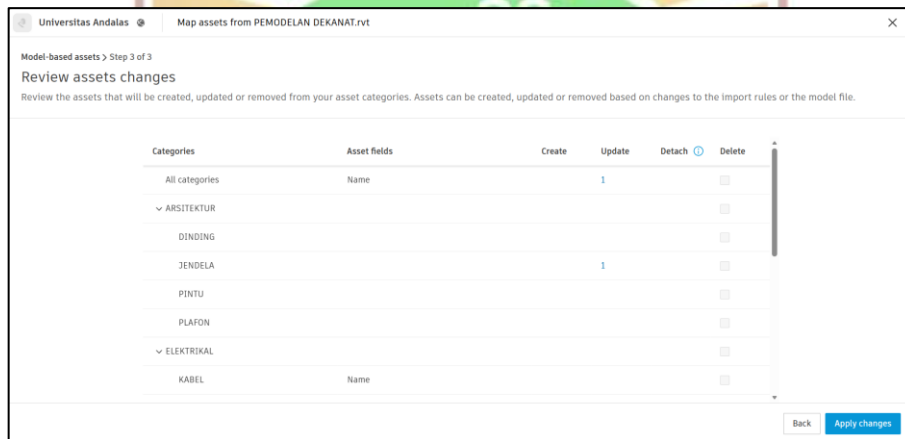 Universitas Andalas Map assets from PEMODELAN DEKANAT.rvt
Model-based assets > Step 3 of 3
Review assets changes
Review the assets that will be created, updated or removed from your asset categories. Assets can be created, updated or removed based on changes to the import rules or the model file.
Categories Asset fields Create Update Detach Delete
All categories Name 1
ARSITEKTUR
DINDING
JENDELA 1
PINTU
PLAFON
ELEKTRIKAL
KABEL Name
Back Apply changes